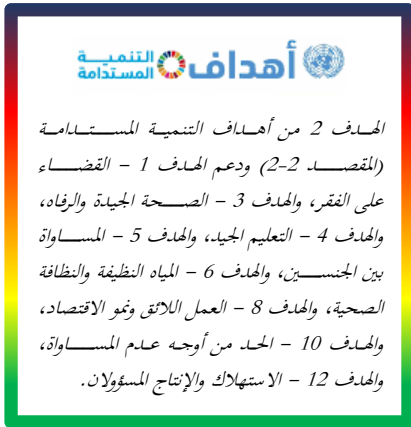 أهداف التنميـة المستدامة
الهدف 2 من أهداف التنمية المستدامة
(المقصد 2-2) ودعم الهدف 1 – القضاء
على الفقر، والهدف 3 – الصحة الجيدة والرفاه،
والهدف 4 – التعليم الجيد، والهدف 5 – المساواة
بين الجنسين، والهدف 6 – المياه النظيفة والنظافة
الصحية، والهدف 8 – العمل اللائق ونمو الاقتصاد،
والهدف 10 – الحد من أوجه عدم المساواة،
والهدف 12 – الاستهلاك والإنتاج المسؤولان.